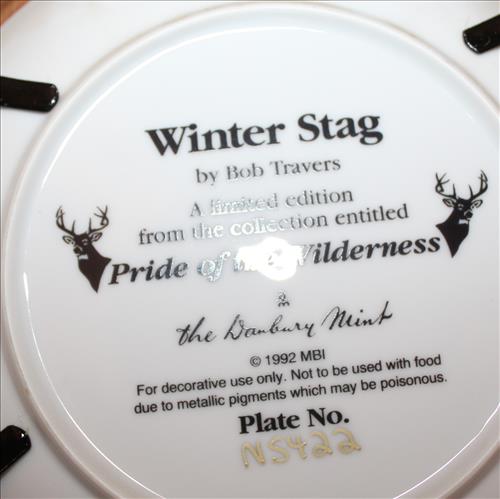 Winter Stag
by Bob Travers
A limited edition
from the collection entitled
Pride of the Wilderness
the Danbury Mint
© 1992 MBI
For decorative use only. Not to be used with food
due to metallic pigments which may be poisonous.
Plate No.
NS422